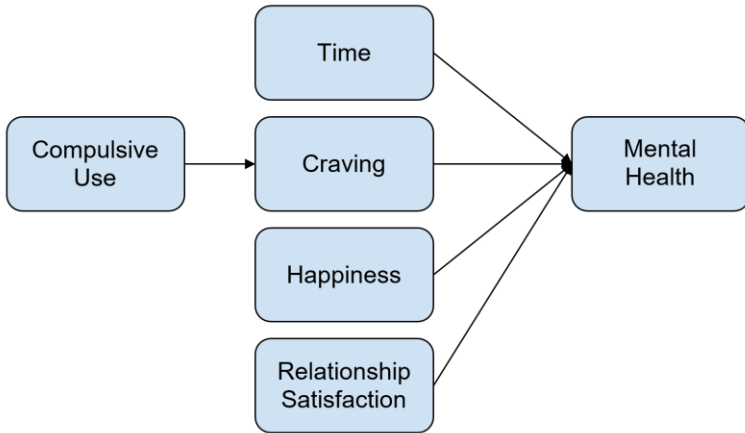 Time
Compulsive
Use
Craving
Mental
Health
Happiness
Relationship
Satisfaction